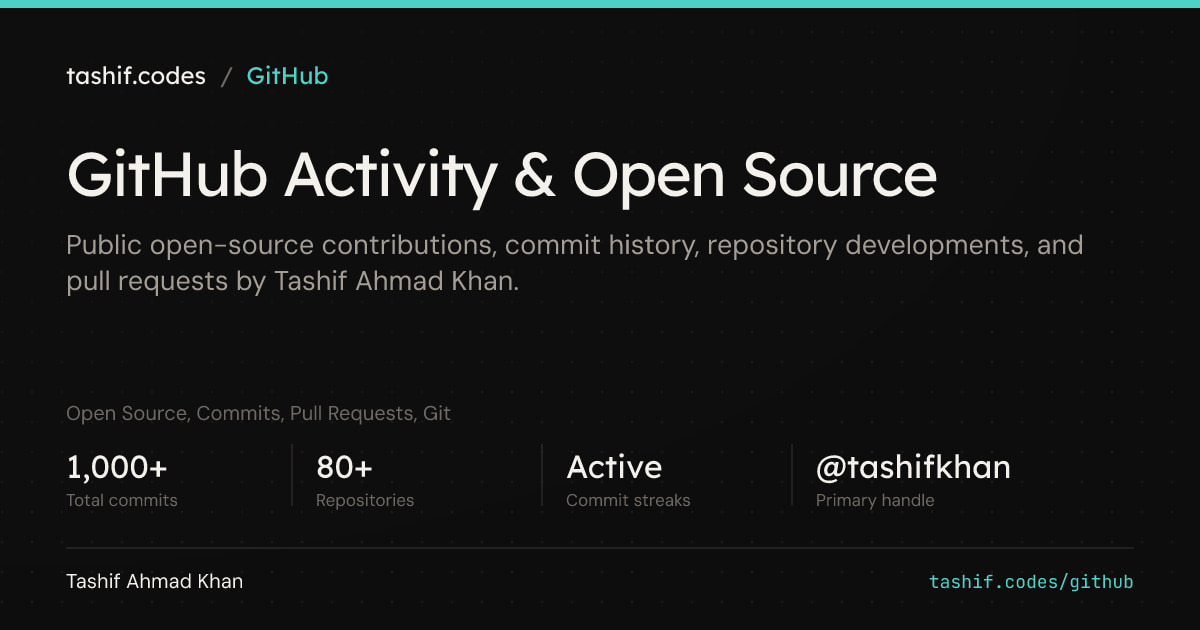 tashif.codes / GitHub
GitHub Activity & Open Source
Public open-source contributions, commit history, repository developments, and
pull requests by Tashif Ahmad Khan.
Open Source, Commits, Pull Requests, Git
1,000+ 80+ Active @tashifkhan
Total commits Repositories Commit streaks Primary handle
Tashif Ahmad Khan tashif.codes/github